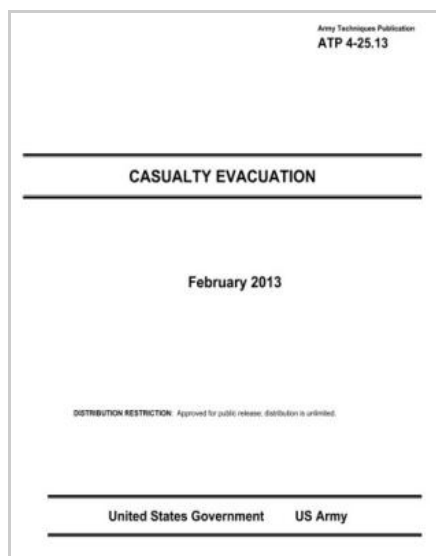 Army Techniques Publication
ATP 4-25.13
CASUALTY EVACUATION
February 2013
DISTRIBUTION RESTRICTION: Approved for public release; distribution is unlimited.
United States Government US Army